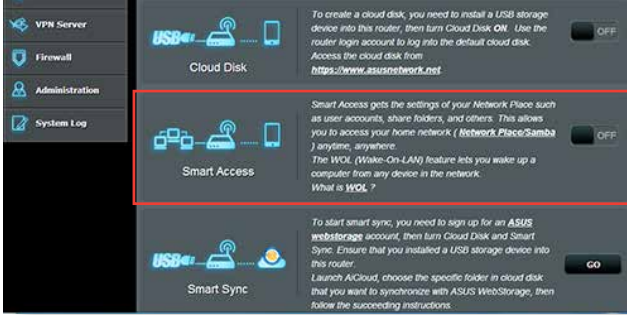 VPN Server
Firewall
Administration
System Log
USB
Cloud Disk
To create a cloud disk, you need to install a USB storage
device into this router, then turn Cloud Disk ON. Use the
router login account to log into the default cloud disk.
Access the cloud disk from
https://www.asusnetwork.net.
OFF
Smart Access
Smart Access gets the settings of your Network Place such
as user accounts, share folders, and others. This allows
you to access your home network ( Network Place/Samba
) anytime, anywhere.
The WOL (Wake-On-LAN) feature lets you wake up a
computer from any device in the network.
What is WOL ?
OFF
USB
Smart Sync
To start smart sync, you need to sign up for an ASUS
webstorage account, then turn Cloud Disk and Smart
Sync. Ensure that you installed a USB storage device into
this router.
Launch AiCloud, choose the specific folder in cloud disk
that you want to synchronize with ASUS WebStorage, then
follow the succeeding instructions.
GO